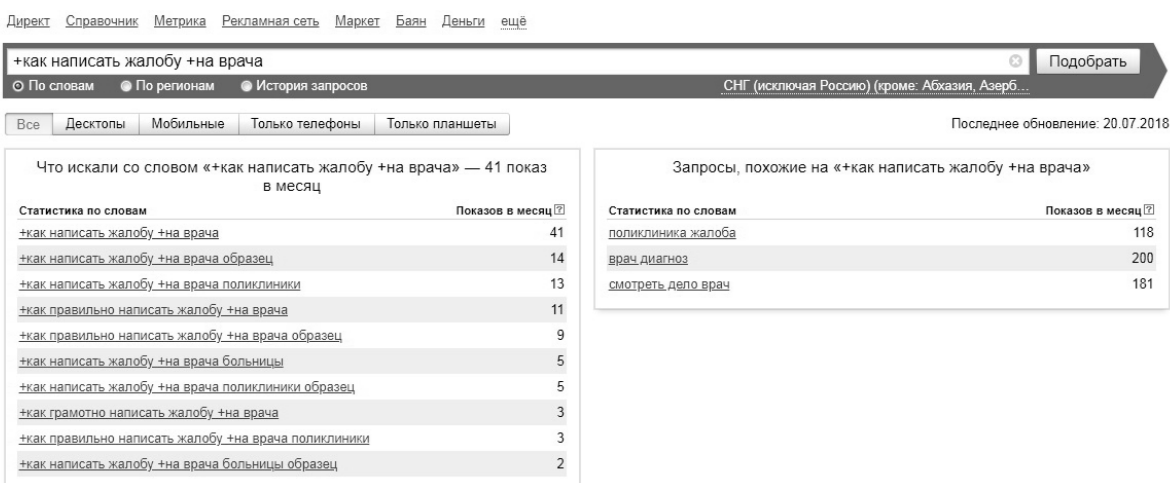 Директ Справочник Метрика Рекламная сеть Маркет Баян Деньги ещё
+как написать жалобу +на врача
Подобрать
По словам По регионам История запросов СНГ (исключая Россию) (кроме: Абхазия, Азерб...
Все Десктопы Мобильные Только телефоны Только планшеты Последнее обновление: 20.07.2018
Что искали со словом «+как написать жалобу +на врача» — 41 показ
в месяц
Статистика по словам Показов в месяц ?
+как написать жалобу +на врача 41
+как написать жалобу +на врача образец 14
+как написать жалобу +на врача поликлиники 13
+как правильно написать жалобу +на врача 11
+как правильно написать жалобу +на врача образец 9
+как написать жалобу +на врача больницы 5
+как написать жалобу +на врача поликлиники образец 5
+как грамотно написать жалобу +на врача 3
+как правильно написать жалобу +на врача поликлиники 3
+как написать жалобу +на врача больницы образец 2
Запросы, похожие на «+как написать жалобу +на врача»
Статистика по словам Показов в месяц ?
поликлиника жалоба 118
врач диагноз 200
смотреть дело врач 181